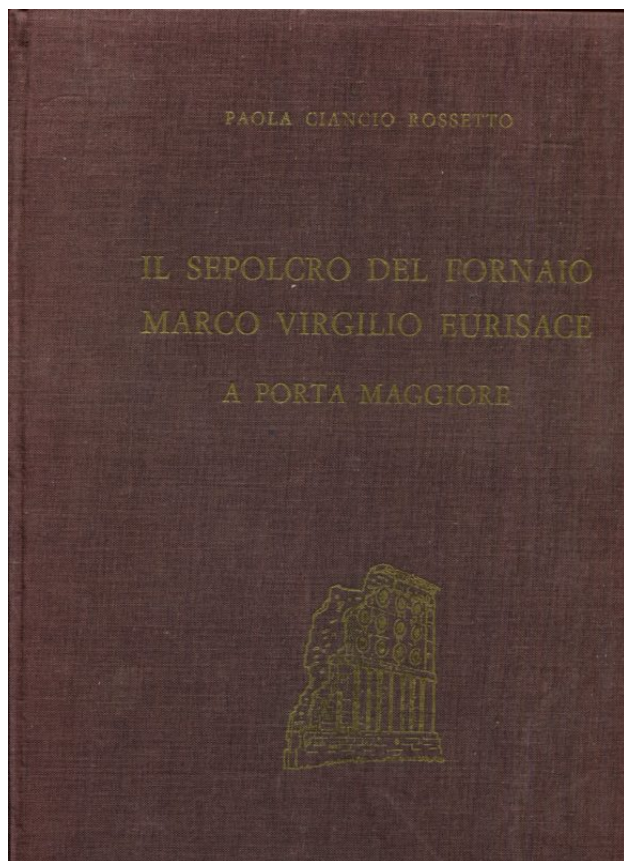 PAOLA CIANCIO ROSSETTO
IL SEPOLCRO DEL FORNAIO
MARCO VIRGILIO EURISACE
A PORTA MAGGIORE